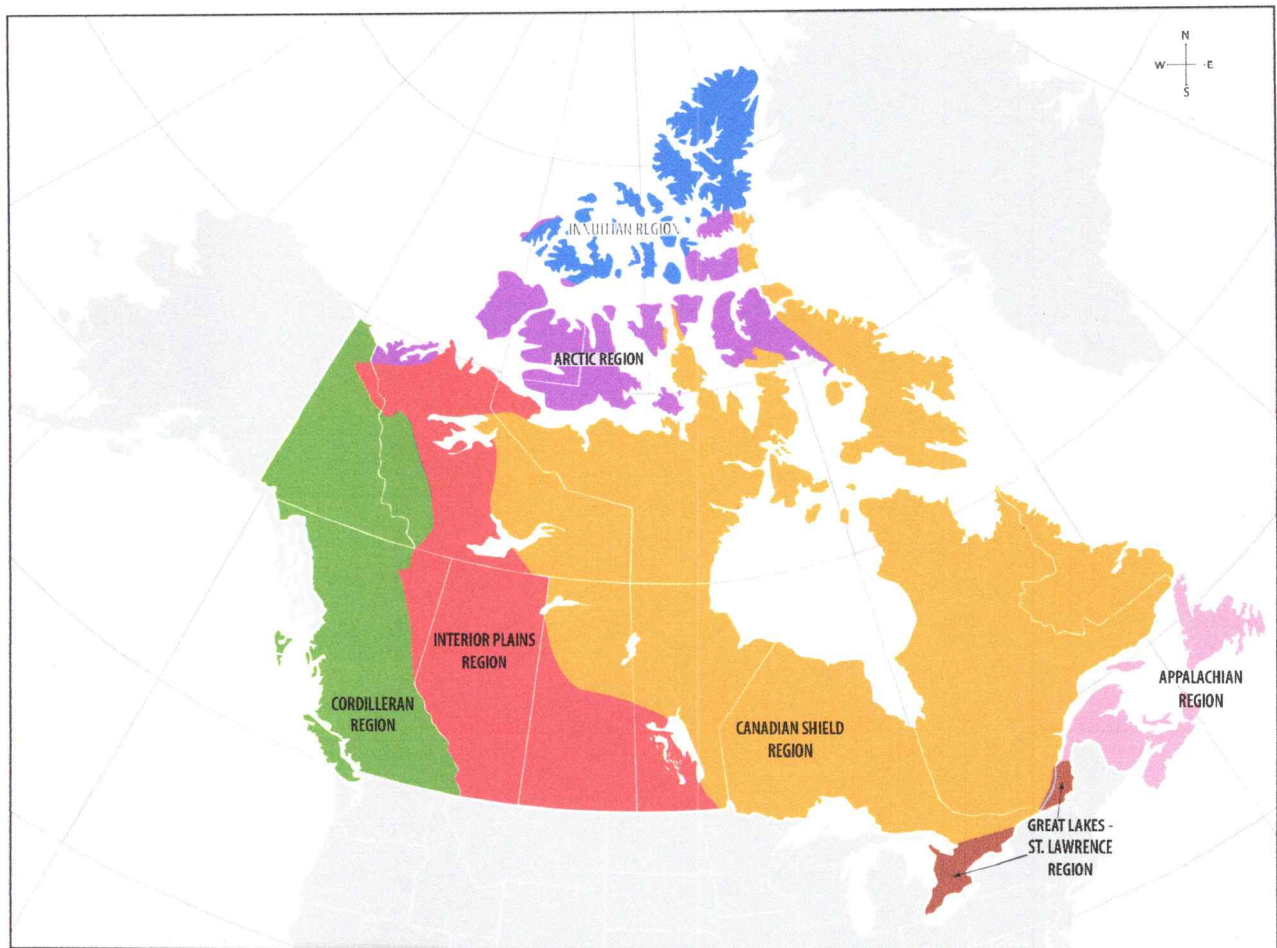 N
W E
S
INNUITIAN REGION
ARCTIC REGION
INTERIOR PLAINS
REGION
CORDILLERAN
REGION
CANADIAN SHIELD
REGION
APPALACHIAN
REGION
GREAT LAKES -
ST. LAWRENCE
REGION